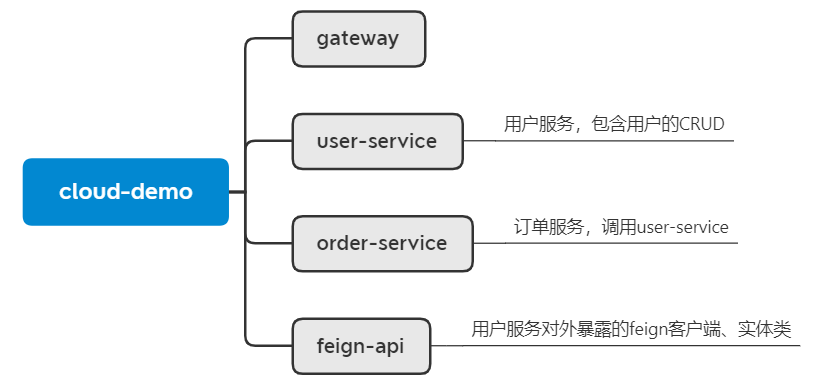 gateway
user-service
用户服务，包含用户的CRUD
cloud-demo
order-service
订单服务，调用user-service
feign-api
用户服务对外暴露的feign客户端、实体类